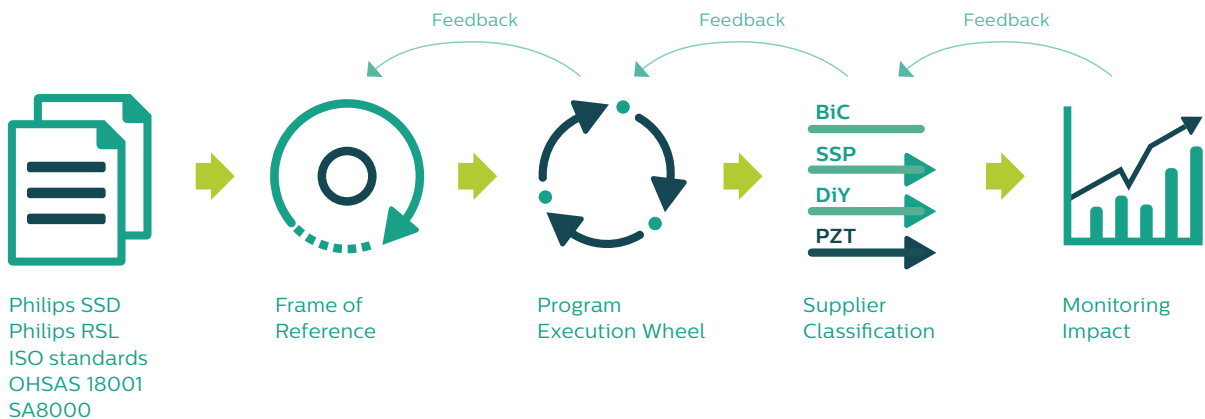 Feedback
Feedback
Feedback
BiC
SSP
DiY
PZT
Philips SSD
Philips RSL
ISO standards
OHSAS 18001
SA8000
Frame of
Reference
Program
Execution Wheel
Supplier
Classification
Monitoring
Impact